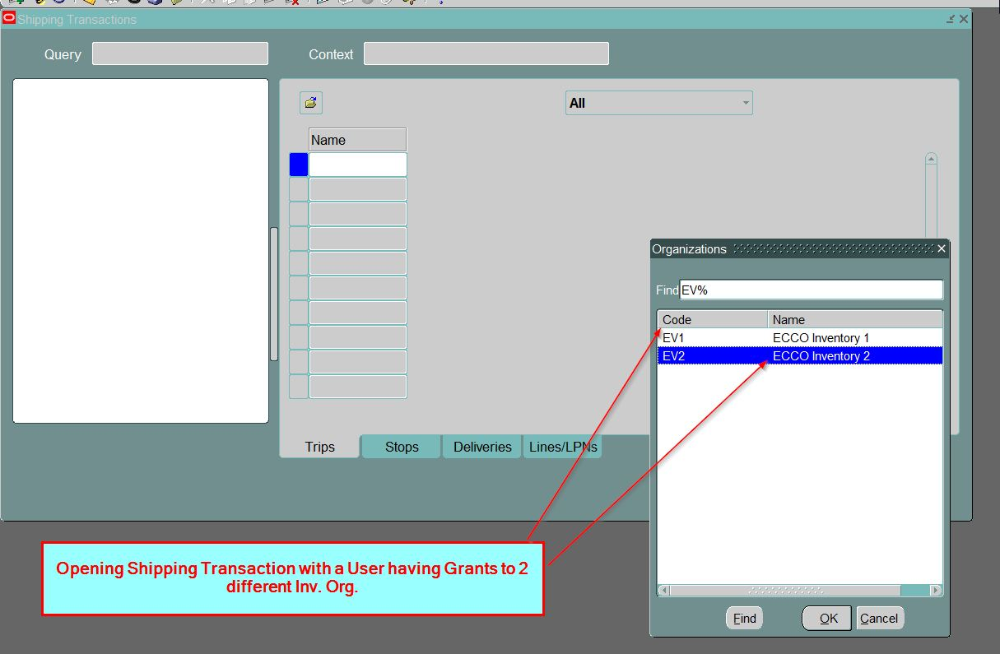 Shipping Transactions
Query
Context
All
Name
Organizations
Find EV%
Code Name
EV1 ECCO Inventory 1
EV2 ECCO Inventory 2
Trips Stops Deliveries Lines/LPNs
Opening Shipping Transaction with a User having Grants to 2
different Inv. Org.
Find OK Cancel